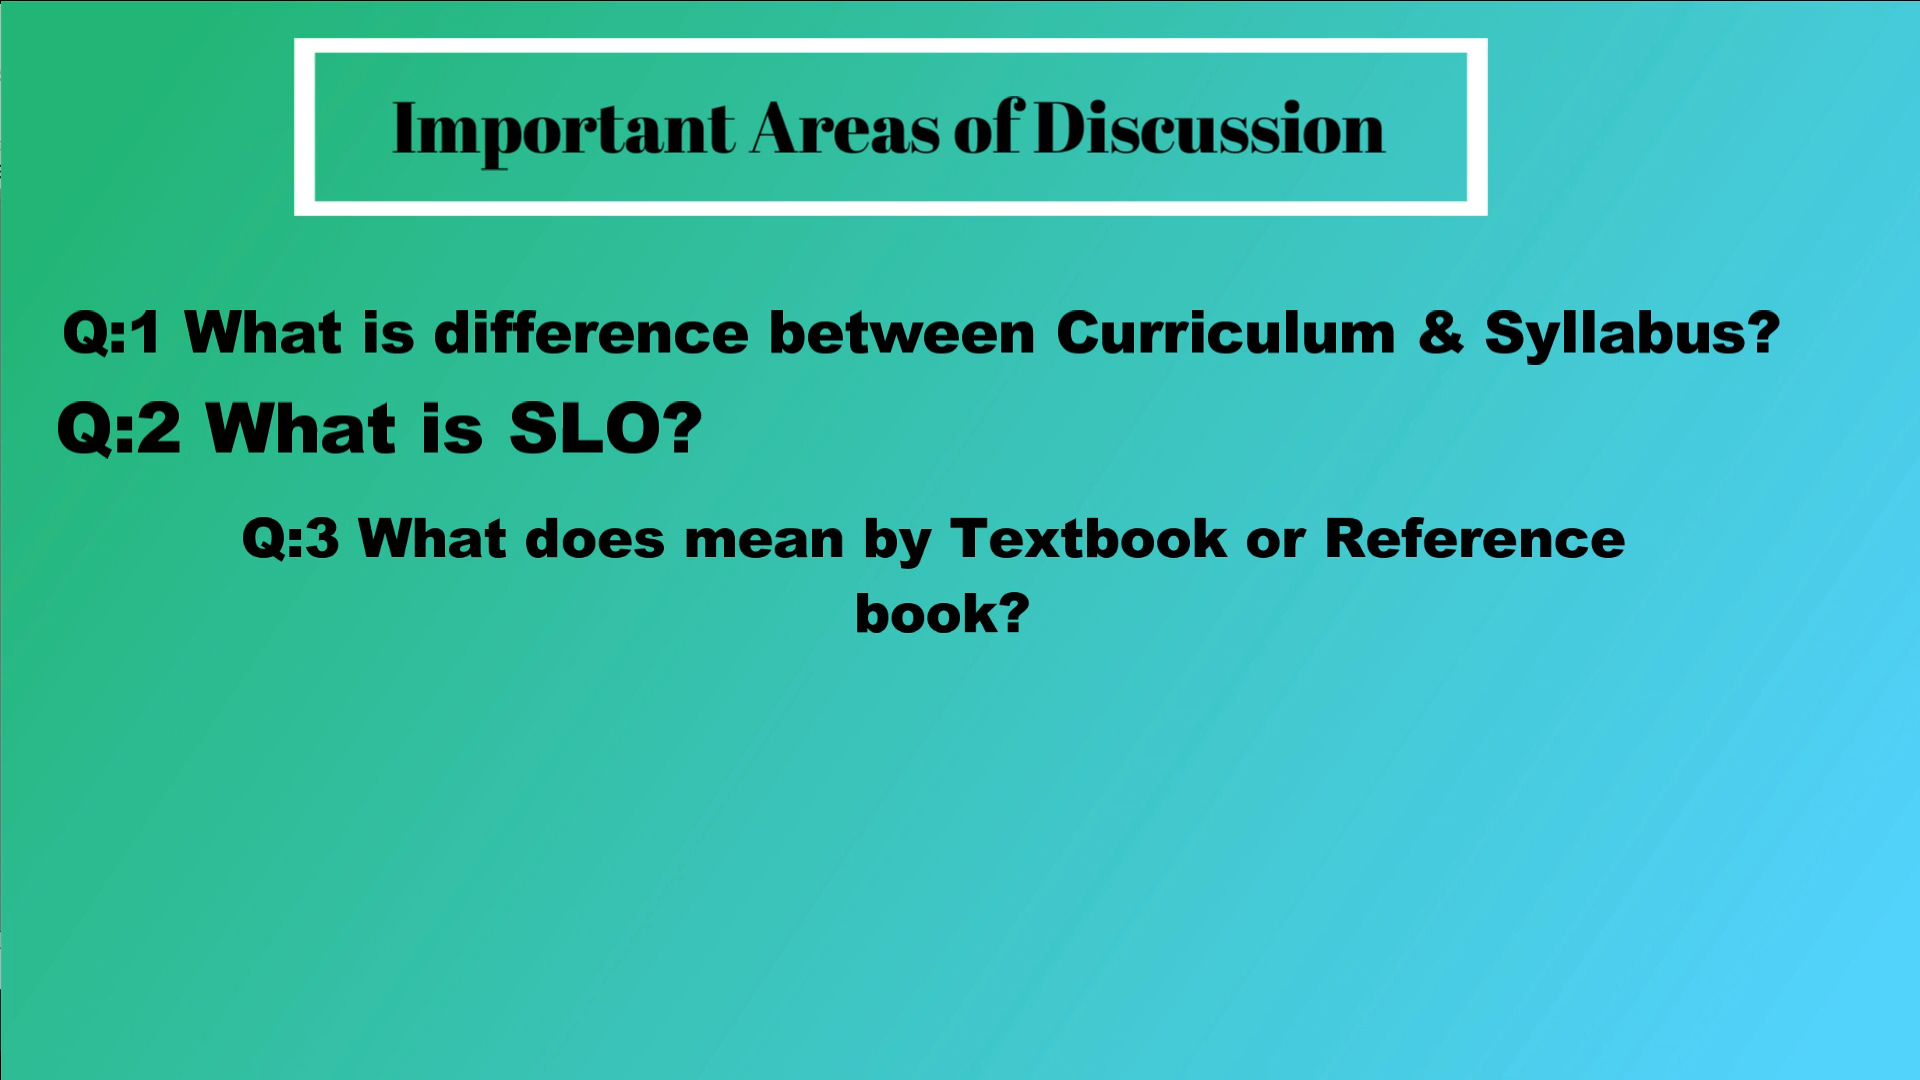 Important Areas of Discussion
Q:1 What is difference between Curriculum & Syllabus?
Q:2 What is SLO?
Q:3 What does mean by Textbook or Reference
book?